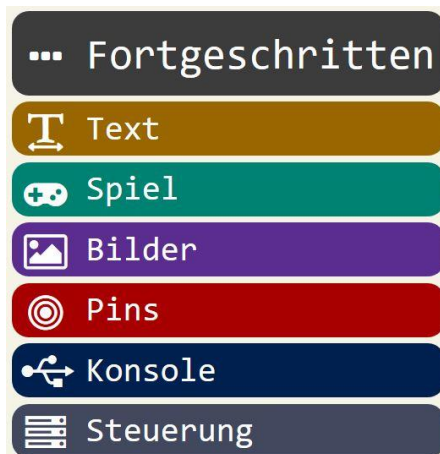 Fortgeschritten
Text
Spiel
Bilder
Pins
Konsole
Steuerung